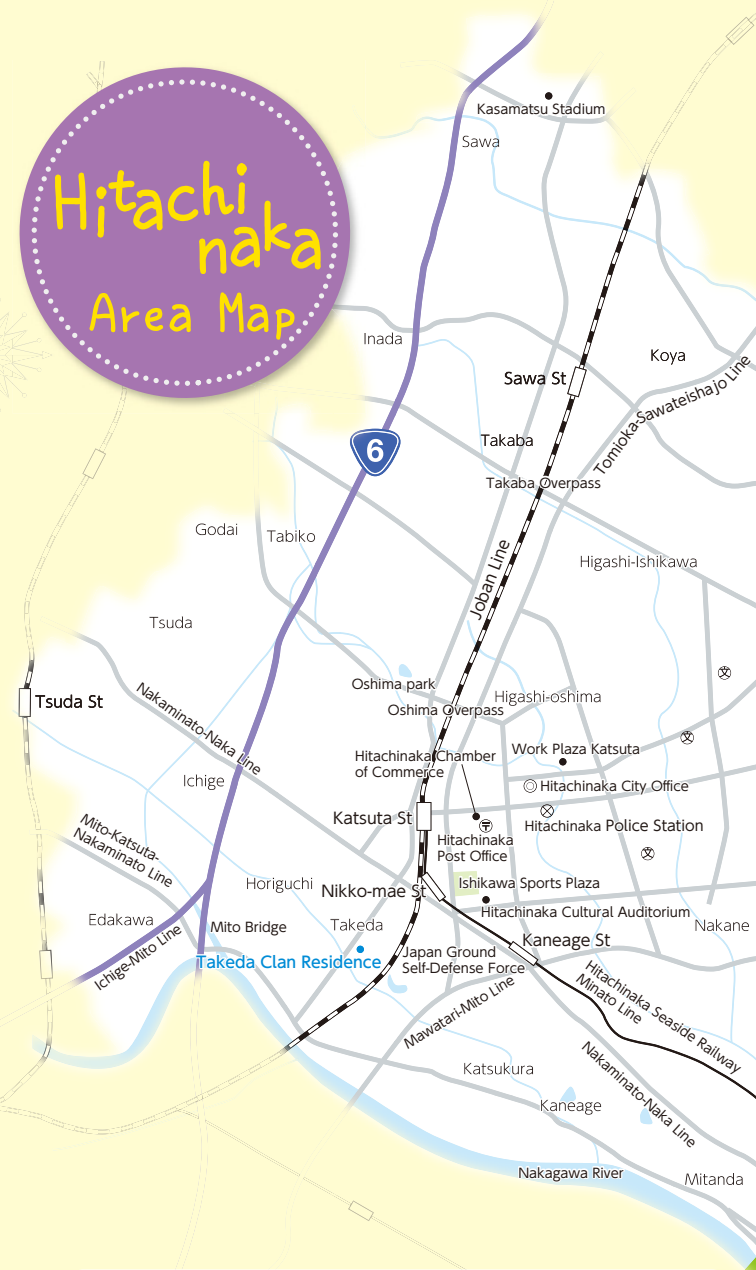 Hitachi
naka
Area Map
Kasamatsu Stadium
Sawa
Inada
Koya
Sawa St
Tomioka-Sawateishajo Line
6
Takaba
Takaba Overpass
Godai
Tabiko
Joban Line
Higashi-Ishikawa
Tsuda
文
Oshima park
Higashi-oshima
Tsuda St
Oshima Overpass
Nakaminato-Naka Line
文
Work Plaza Katsuta
Hitachinaka Chamber
of Commerce
Ichige
Hitachinaka City Office
Katsuta St
〒
Hitachinaka Police Station
Mito-Katsuta-
Nakaminato Line
Hitachinaka
Post Office
文
Horiguchi
Nikko-mae St
Ishikawa Sports Plaza
Hitachinaka Cultural Auditorium
Edakawa
Mito Bridge
Takeda
Nakane
Ichige-Mito Line
Takeda Clan Residence
Japan Ground
Self-Defense Force
Kaneage St
Hitachinaka Seaside Railway
Minato Line
Mawatari-Mito Line
Katsukura
Nakaminato-Naka Line
Kaneage
Nakagawa River
Mitanda